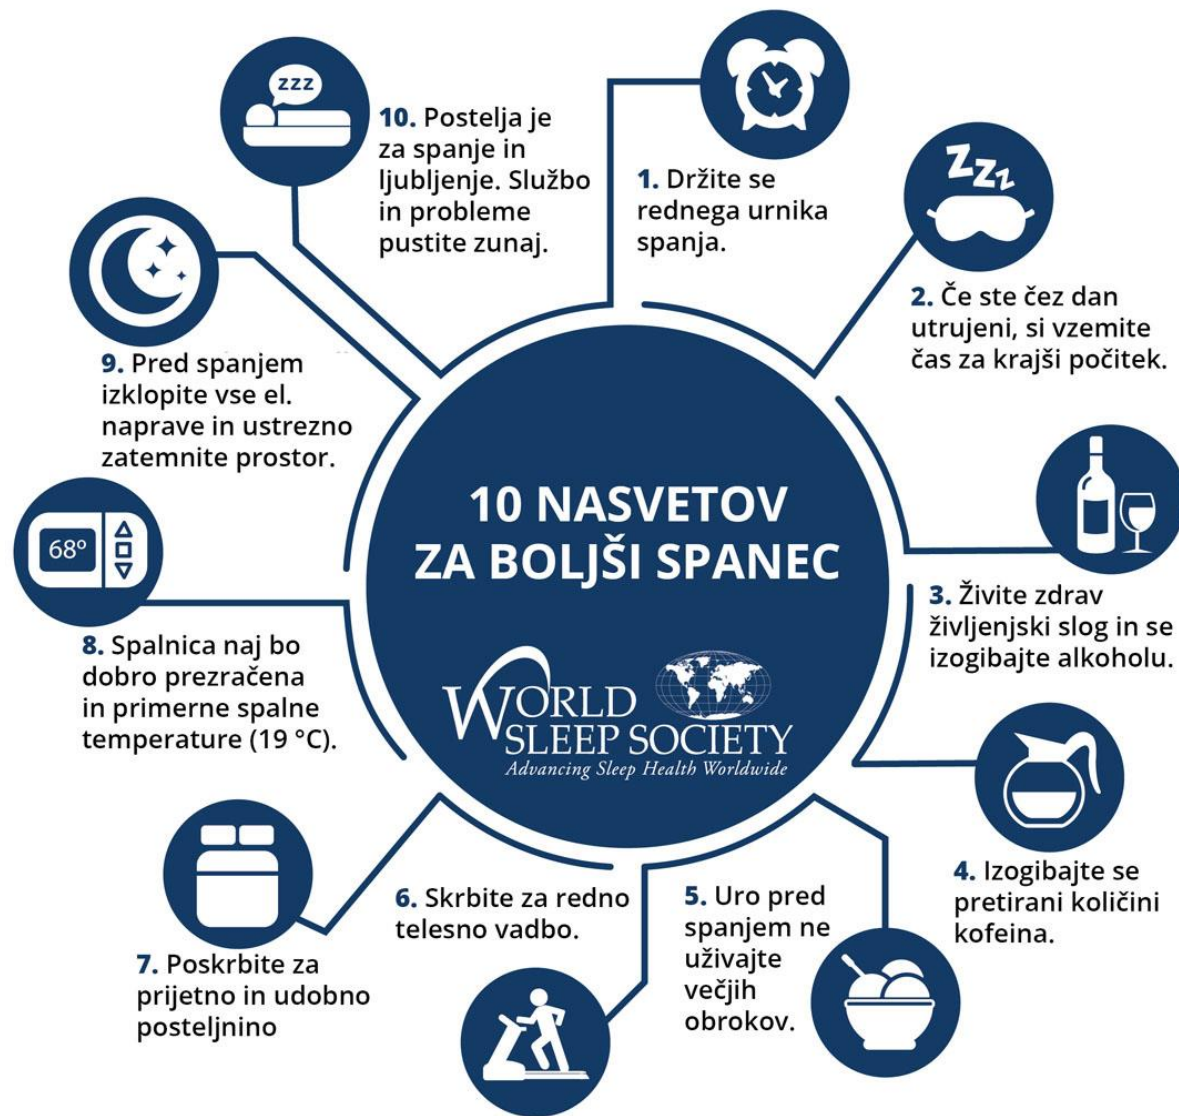 10 NASVETOV
ZA BOLJŠI SPANEC
WORLD
SLEEP SOCIETY
Advancing Sleep Health Worldwide
1. Držite se
rednega urnika
spanja.
ZZZ
2. Če ste čez dan
utrujeni, si vzemite
čas za krajši počitek.
3. Živite zdrav
življenjski slog in se
izogibajte alkoholu.
4. Izogibajte se
pretirani količini
kofeina.
5. Uro pred
spanjem ne
uživajte
večjih
obrokov.
6. Skrbite za redno
telesno vadbo.
7. Poskrbite za
prijetno in udobno
posteljnino
68º
8. Spalnica naj bo
dobro prezračena
in primerne spalne
temperature (19 °C).
9. Pred spanjem
izklopite vse el.
naprave in ustrezno
zatemnite prostor.
zzz
10. Postelja je
za spanje in
ljubljenje. Službo
in probleme
pustite zunaj.